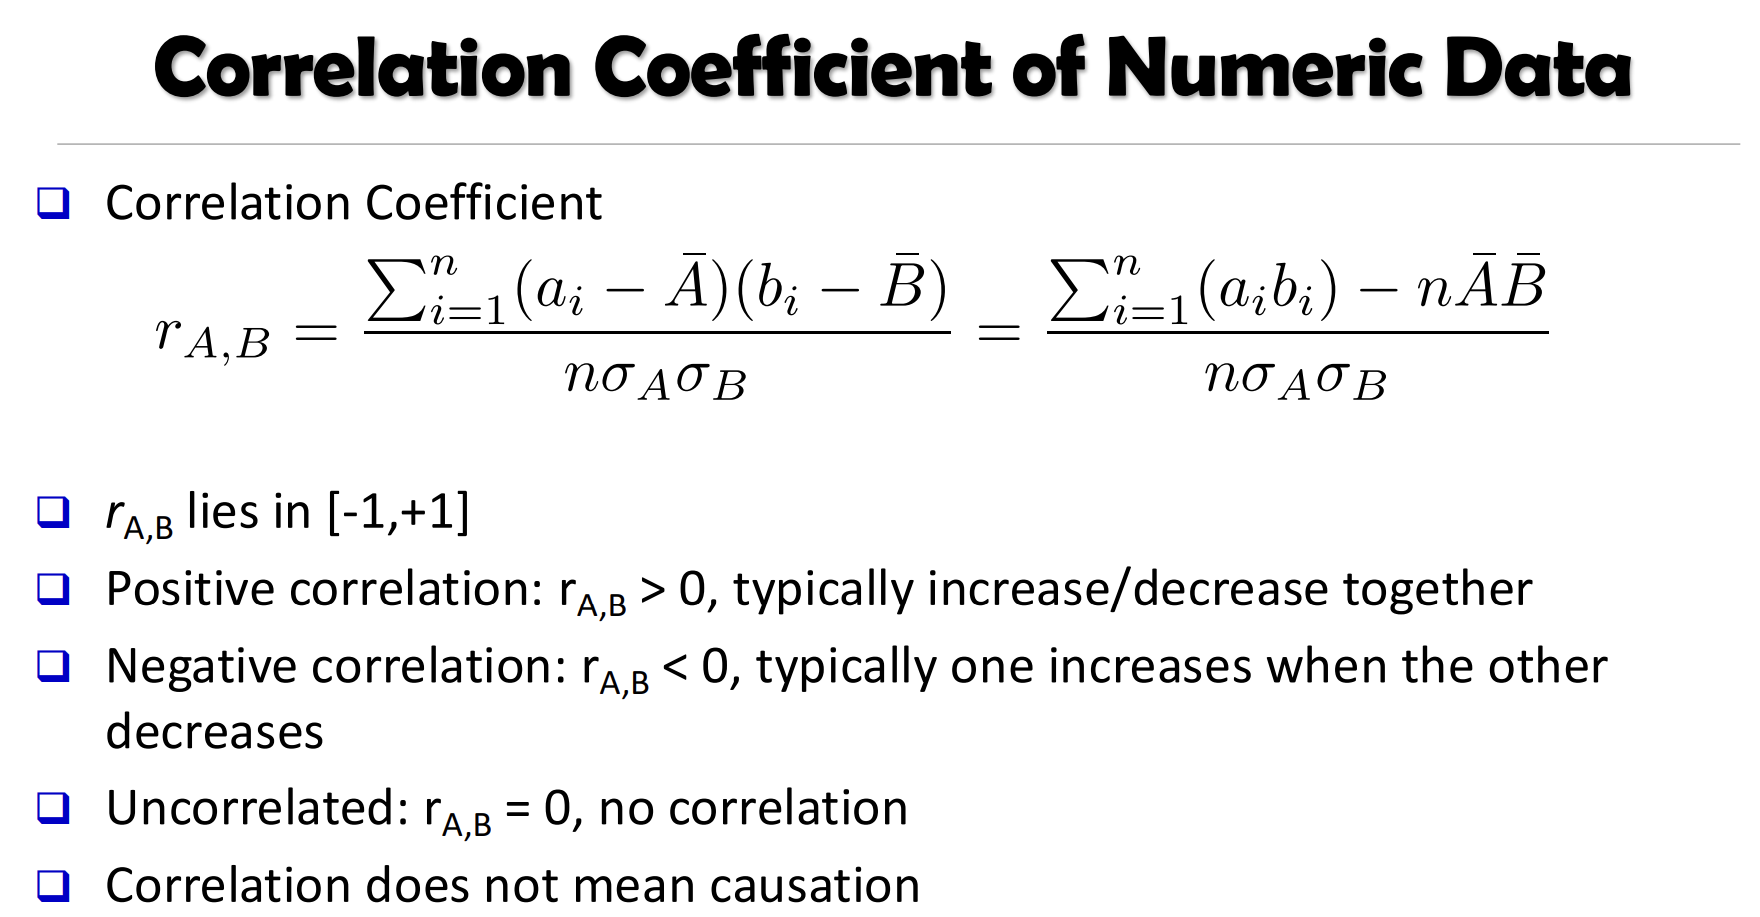 Correlation Coefficient of Numeric Data
❑ Correlation Coefficient
r_{A,B} = \frac{\sum_{i=1}^{n}(a_i - \bar{A})(b_i - \bar{B})}{n\sigma_A\sigma_B} = \frac{\sum_{i=1}^{n}(a_i b_i) - n\bar{A}\bar{B}}{n\sigma_A\sigma_B}
❑ r_{A,B} lies in [-1,+1]
❑ Positive correlation: r_{A,B} > 0, typically increase/decrease together
❑ Negative correlation: r_{A,B} < 0, typically one increases when the other
decreases
❑ Uncorrelated: r_{A,B} = 0, no correlation
❑ Correlation does not mean causation